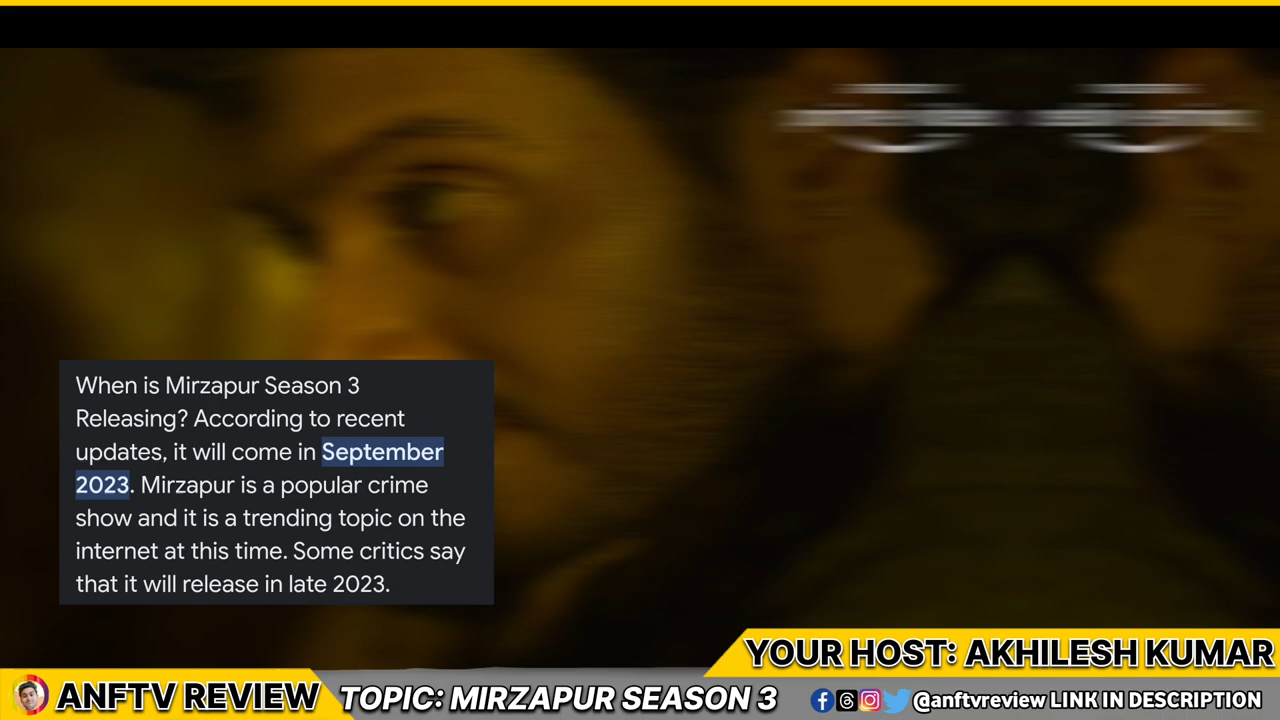 When is Mirzapur Season 3
Releasing? According to recent
updates, it will come in September
2023. Mirzapur is a popular crime
show and it is a trending topic on the
internet at this time. Some critics say
that it will release in late 2023.
YOUR HOST: AKHILESH KUMAR
ANFTV REVIEW
TOPIC: MIRZAPUR SEASON 3
@anftvreview LINK IN DESCRIPTION